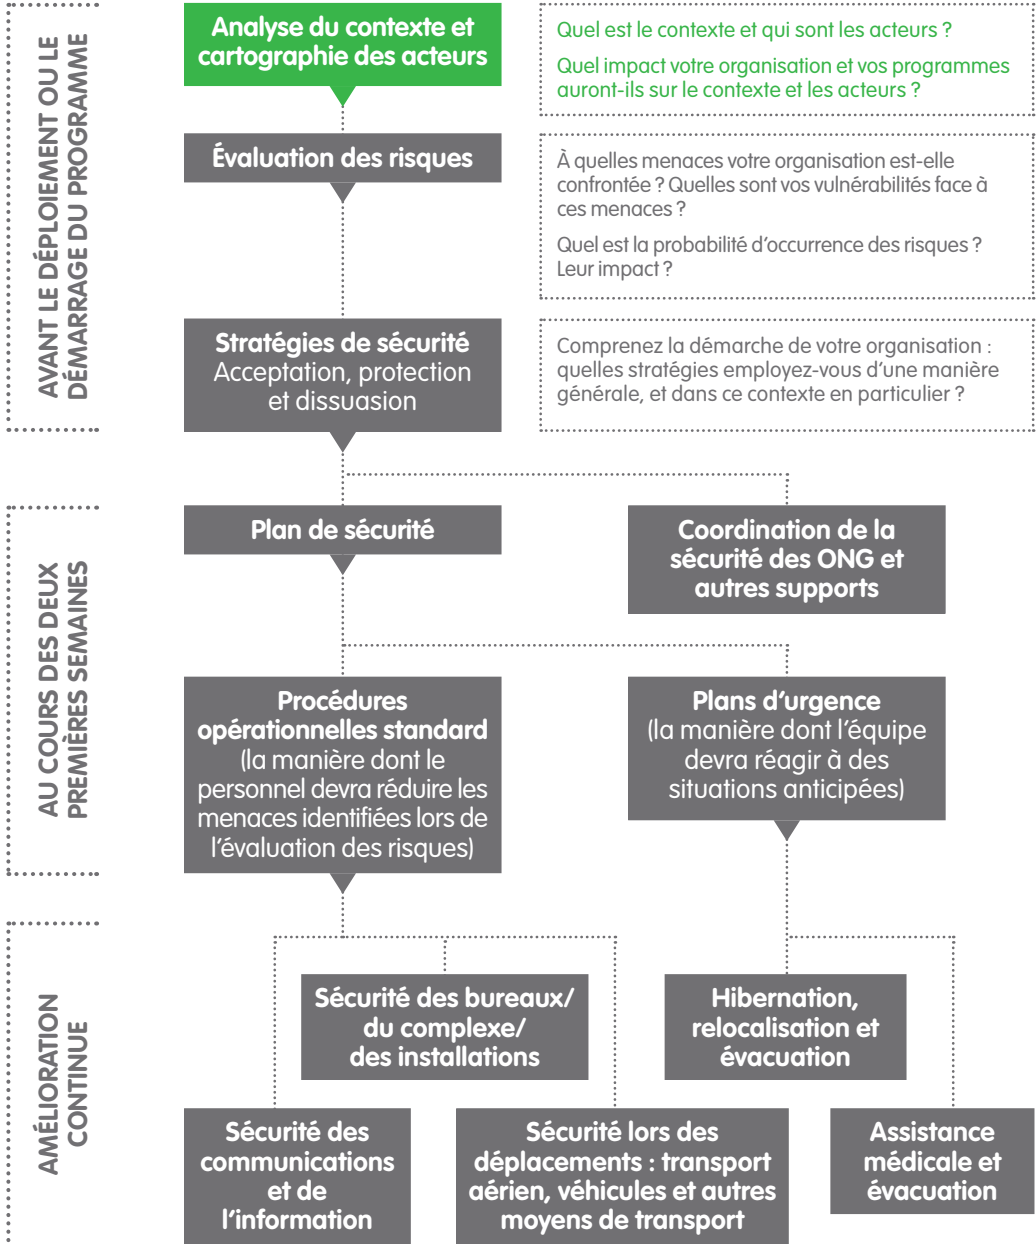 AVANT LE DÉPLOIEMENT OU LE
DÉMARRAGE DU PROGRAMME
Analyse du contexte et
cartographie des acteurs
Quel est le contexte et qui sont les acteurs ?
Quel impact votre organisation et vos programmes
auront-ils sur le contexte et les acteurs ?
Évaluation des risques
À quelles menaces votre organisation est-elle
confrontée ? Quelles sont vos vulnérabilités face à
ces menaces ?
Quel est la probabilité d’occurrence des risques ?
Leur impact ?
Stratégies de sécurité
Acceptation, protection
et dissuasion
Comprenez la démarche de votre organisation :
quelles stratégies employez-vous d’une manière
générale, et dans ce contexte en particulier ?
AU COURS DES DEUX
PREMIÈRES SEMAINES
Plan de sécurité
Coordination de la
sécurité des ONG et
autres supports
Procédures
opérationnelles standard
(la manière dont le
personnel devra réduire les
menaces identifiées lors de
l’évaluation des risques)
Plans d’urgence
(la manière dont l’équipe
devra réagir à des
situations anticipées)
AMÉLIORATION
CONTINUE
Sécurité des bureaux/
du complexe/
des installations
Hibernation,
relocalisation et
évacuation
Sécurité des
communications
et de
l’information
Sécurité lors des
déplacements : transport
aérien, véhicules et autres
moyens de transport
Assistance
médicale et
évacuation